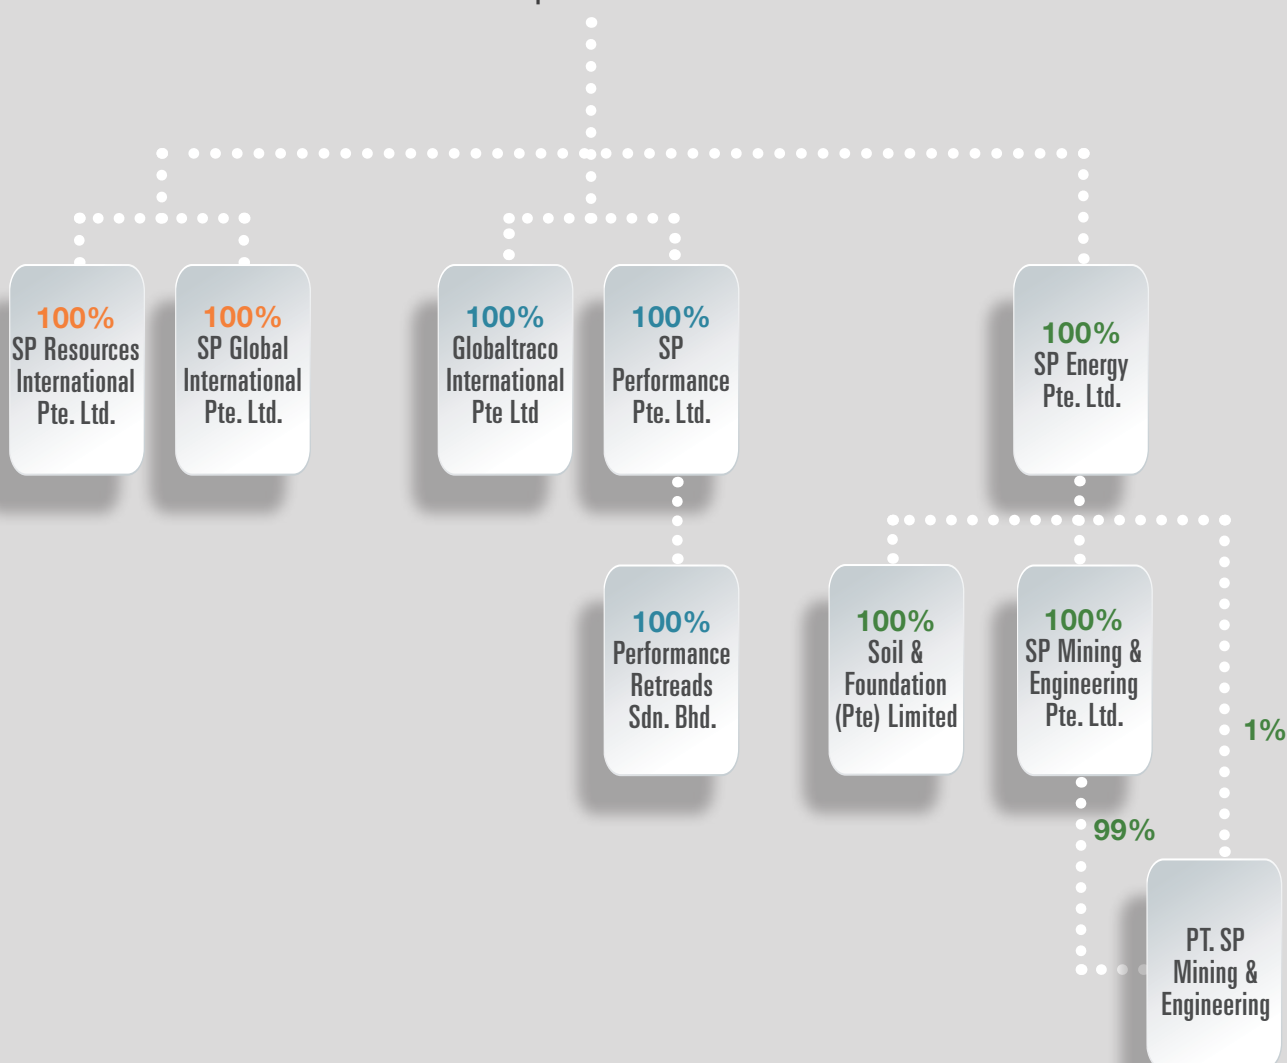 100%
SP Resources
International
Pte. Ltd.
100%
SP Global
International
Pte. Ltd.
100%
Globaltraco
International
Pte Ltd
100%
SP
Performance
Pte. Ltd.
100%
SP Energy
Pte. Ltd.
100%
Performance
Retreads
Sdn. Bhd.
100%
Soil &
Foundation
(Pte) Limited
100%
SP Mining &
Engineering
Pte. Ltd.
1%
99%
PT. SP
Mining &
Engineering